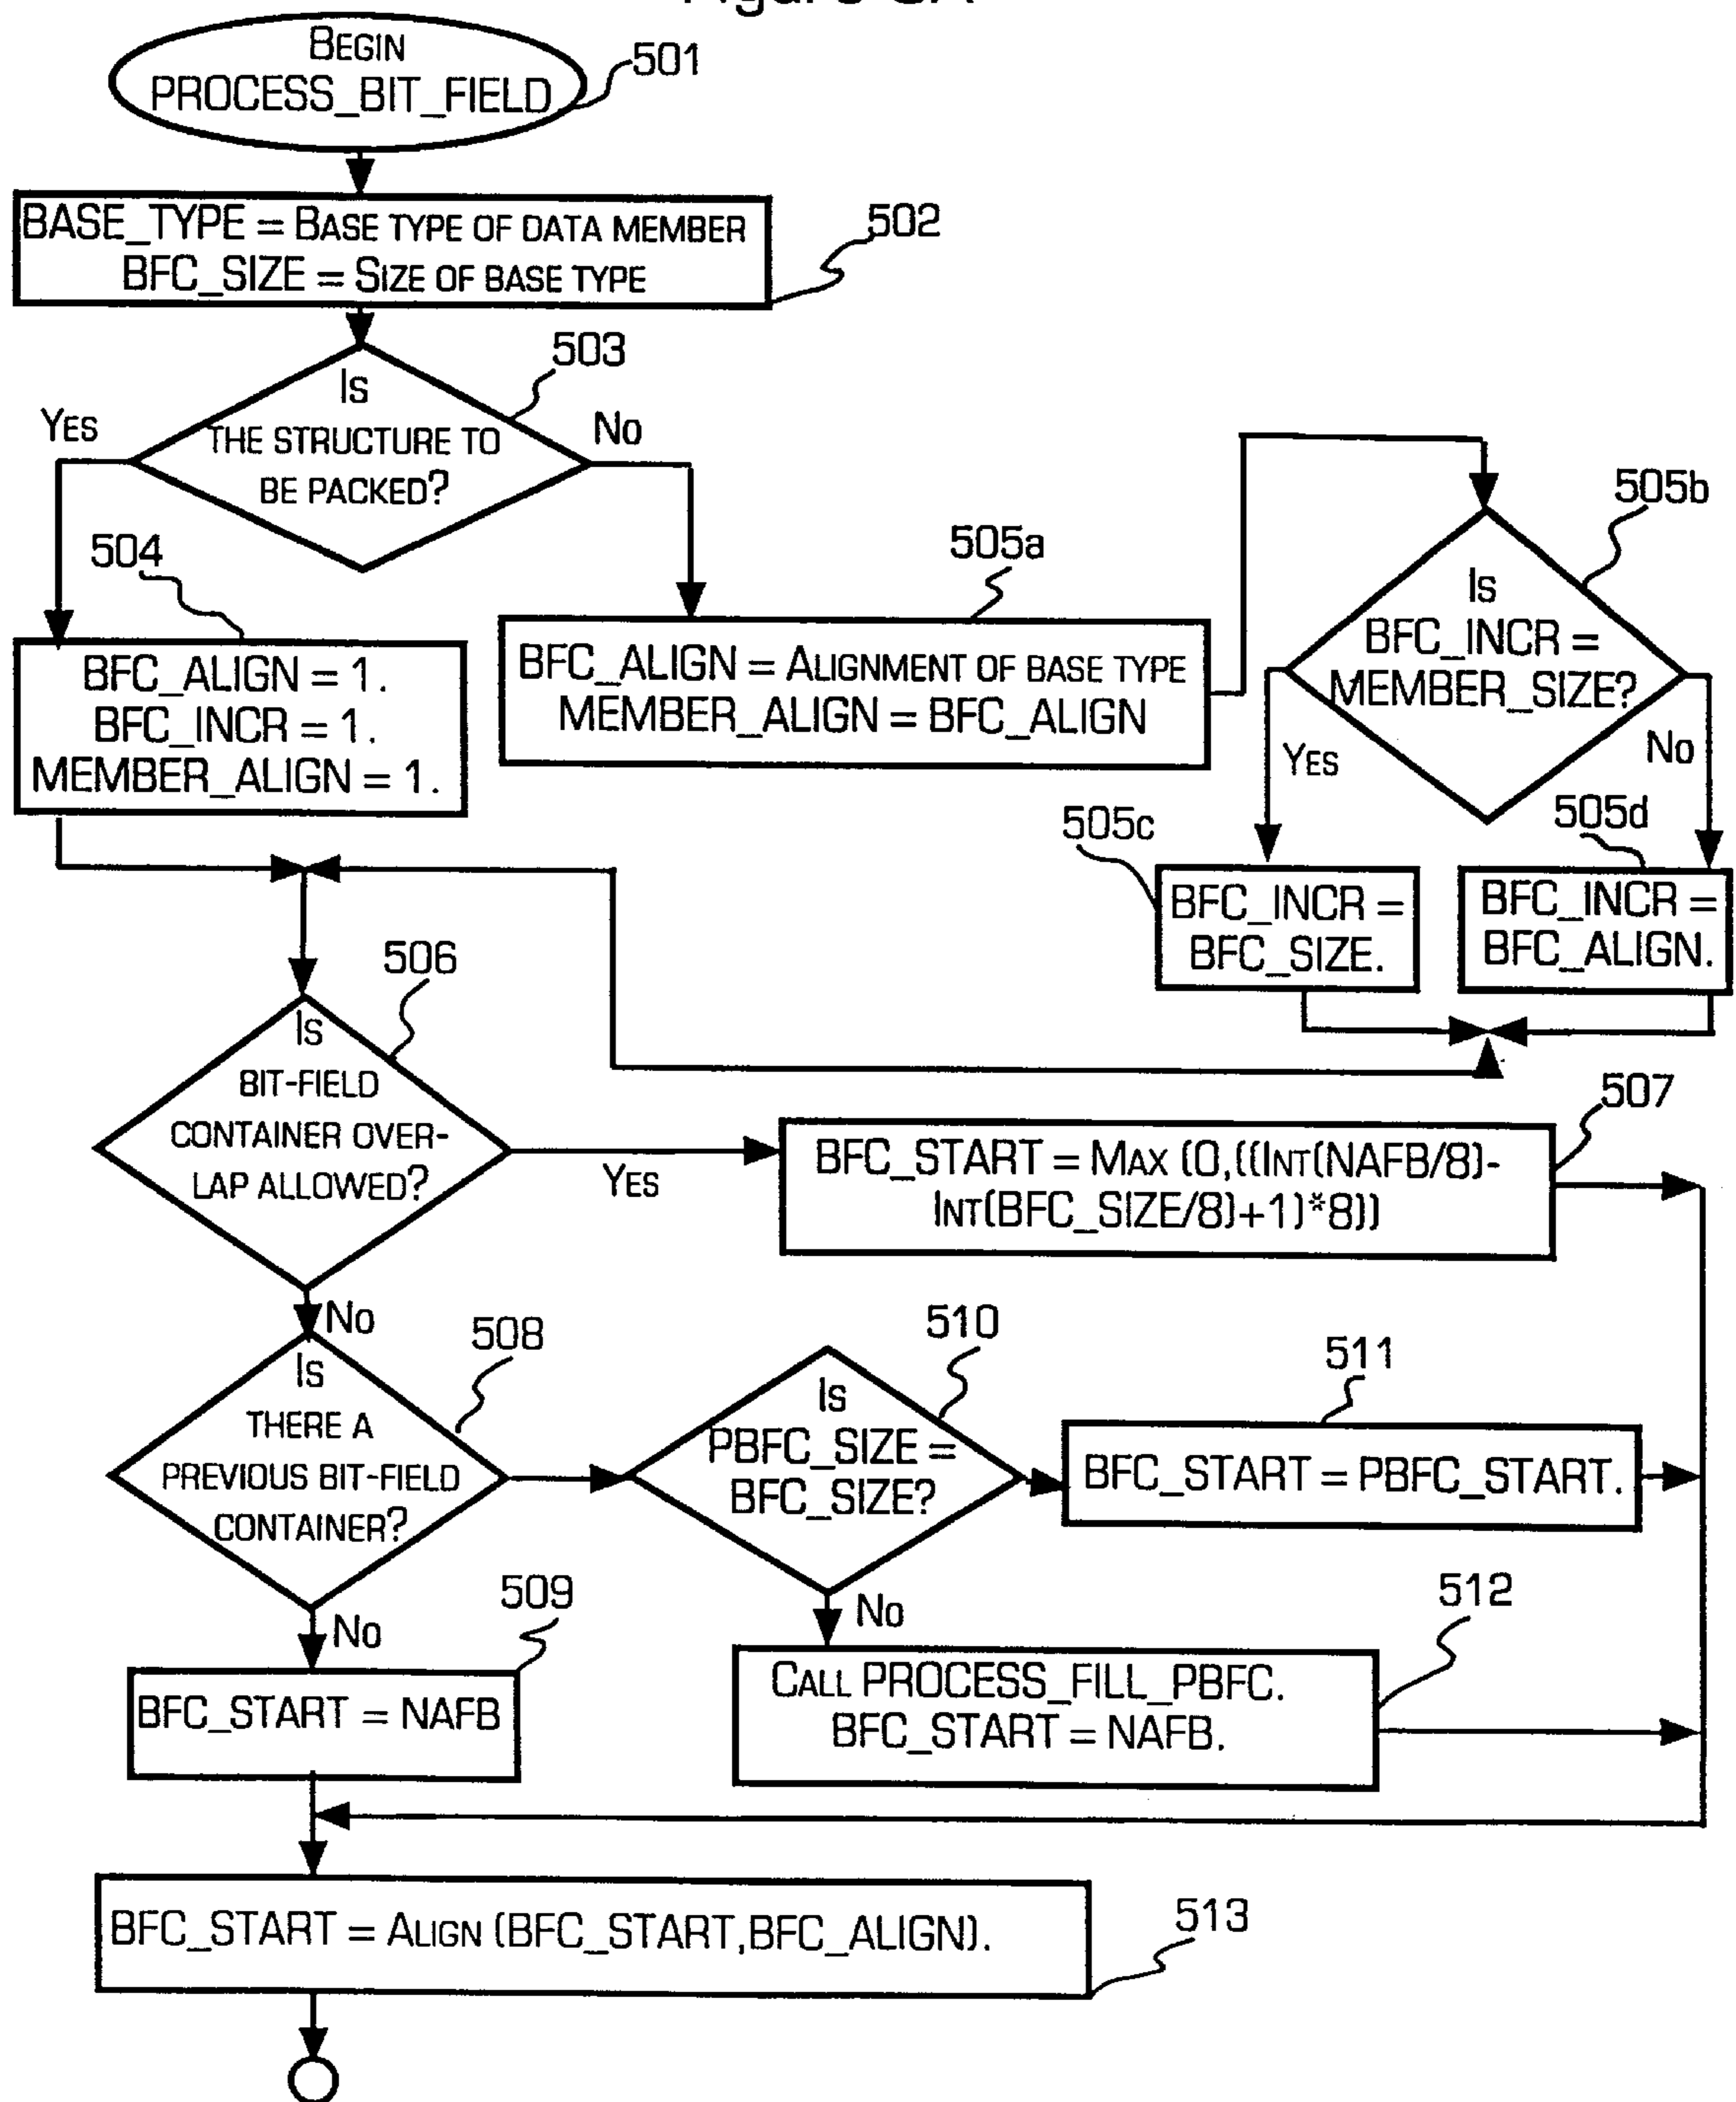 BEGIN
PROCESS_BIT_FIELD
501
BASE_TYPE = BASE TYPE OF DATA MEMBER
BFC_SIZE = SIZE OF BASE TYPE
502
503
IS
THE STRUCTURE TO
BE PACKED?
YES
NO
504
BFC_ALIGN = 1.
BFC_INCR = 1.
MEMBER_ALIGN = 1.
505a
BFC_ALIGN = ALIGNMENT OF BASE TYPE
MEMBER_ALIGN = BFC_ALIGN
505b
IS
BFC_INCR =
MEMBER_SIZE?
YES
NO
505c
BFC_INCR =
BFC_SIZE.
505d
BFC_INCR =
BFC_ALIGN.
506
IS
BIT-FIELD
CONTAINER OVER-
LAP ALLOWED?
YES
NO
507
BFC_START = MAX (0,((INT(NAFB/8)-
INT(BFC_SIZE/8)+1)*8))
508
IS
THERE A
PREVIOUS BIT-FIELD
CONTAINER?
NO
510
IS
PBFC_SIZE =
BFC_SIZE?
NO
511
BFC_START = PBFC_START.
509
BFC_START = NAFB
512
CALL PROCESS_FILL_PBFC.
BFC_START = NAFB.
BFC_START = ALIGN (BFC_START,BFC_ALIGN).
513